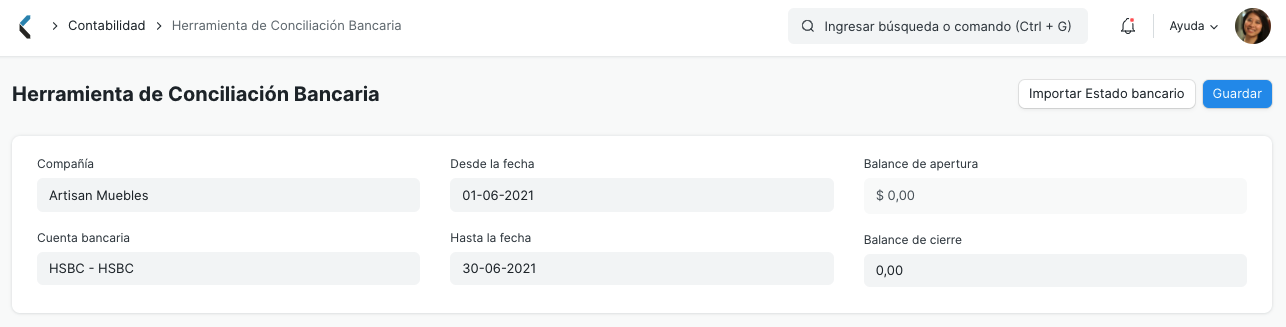 Contabilidad Herramienta de Conciliación Bancaria
Ingresar búsqueda o comando (Ctrl + G)
Ayuda
Herramienta de Conciliación Bancaria
Importar Estado bancario
Guardar
Compañía
Artisan Muebles
Cuenta bancaria
HSBC - HSBC
Desde la fecha
01-06-2021
Hasta la fecha
30-06-2021
Balance de apertura
$ 0,00
Balance de cierre
0,00